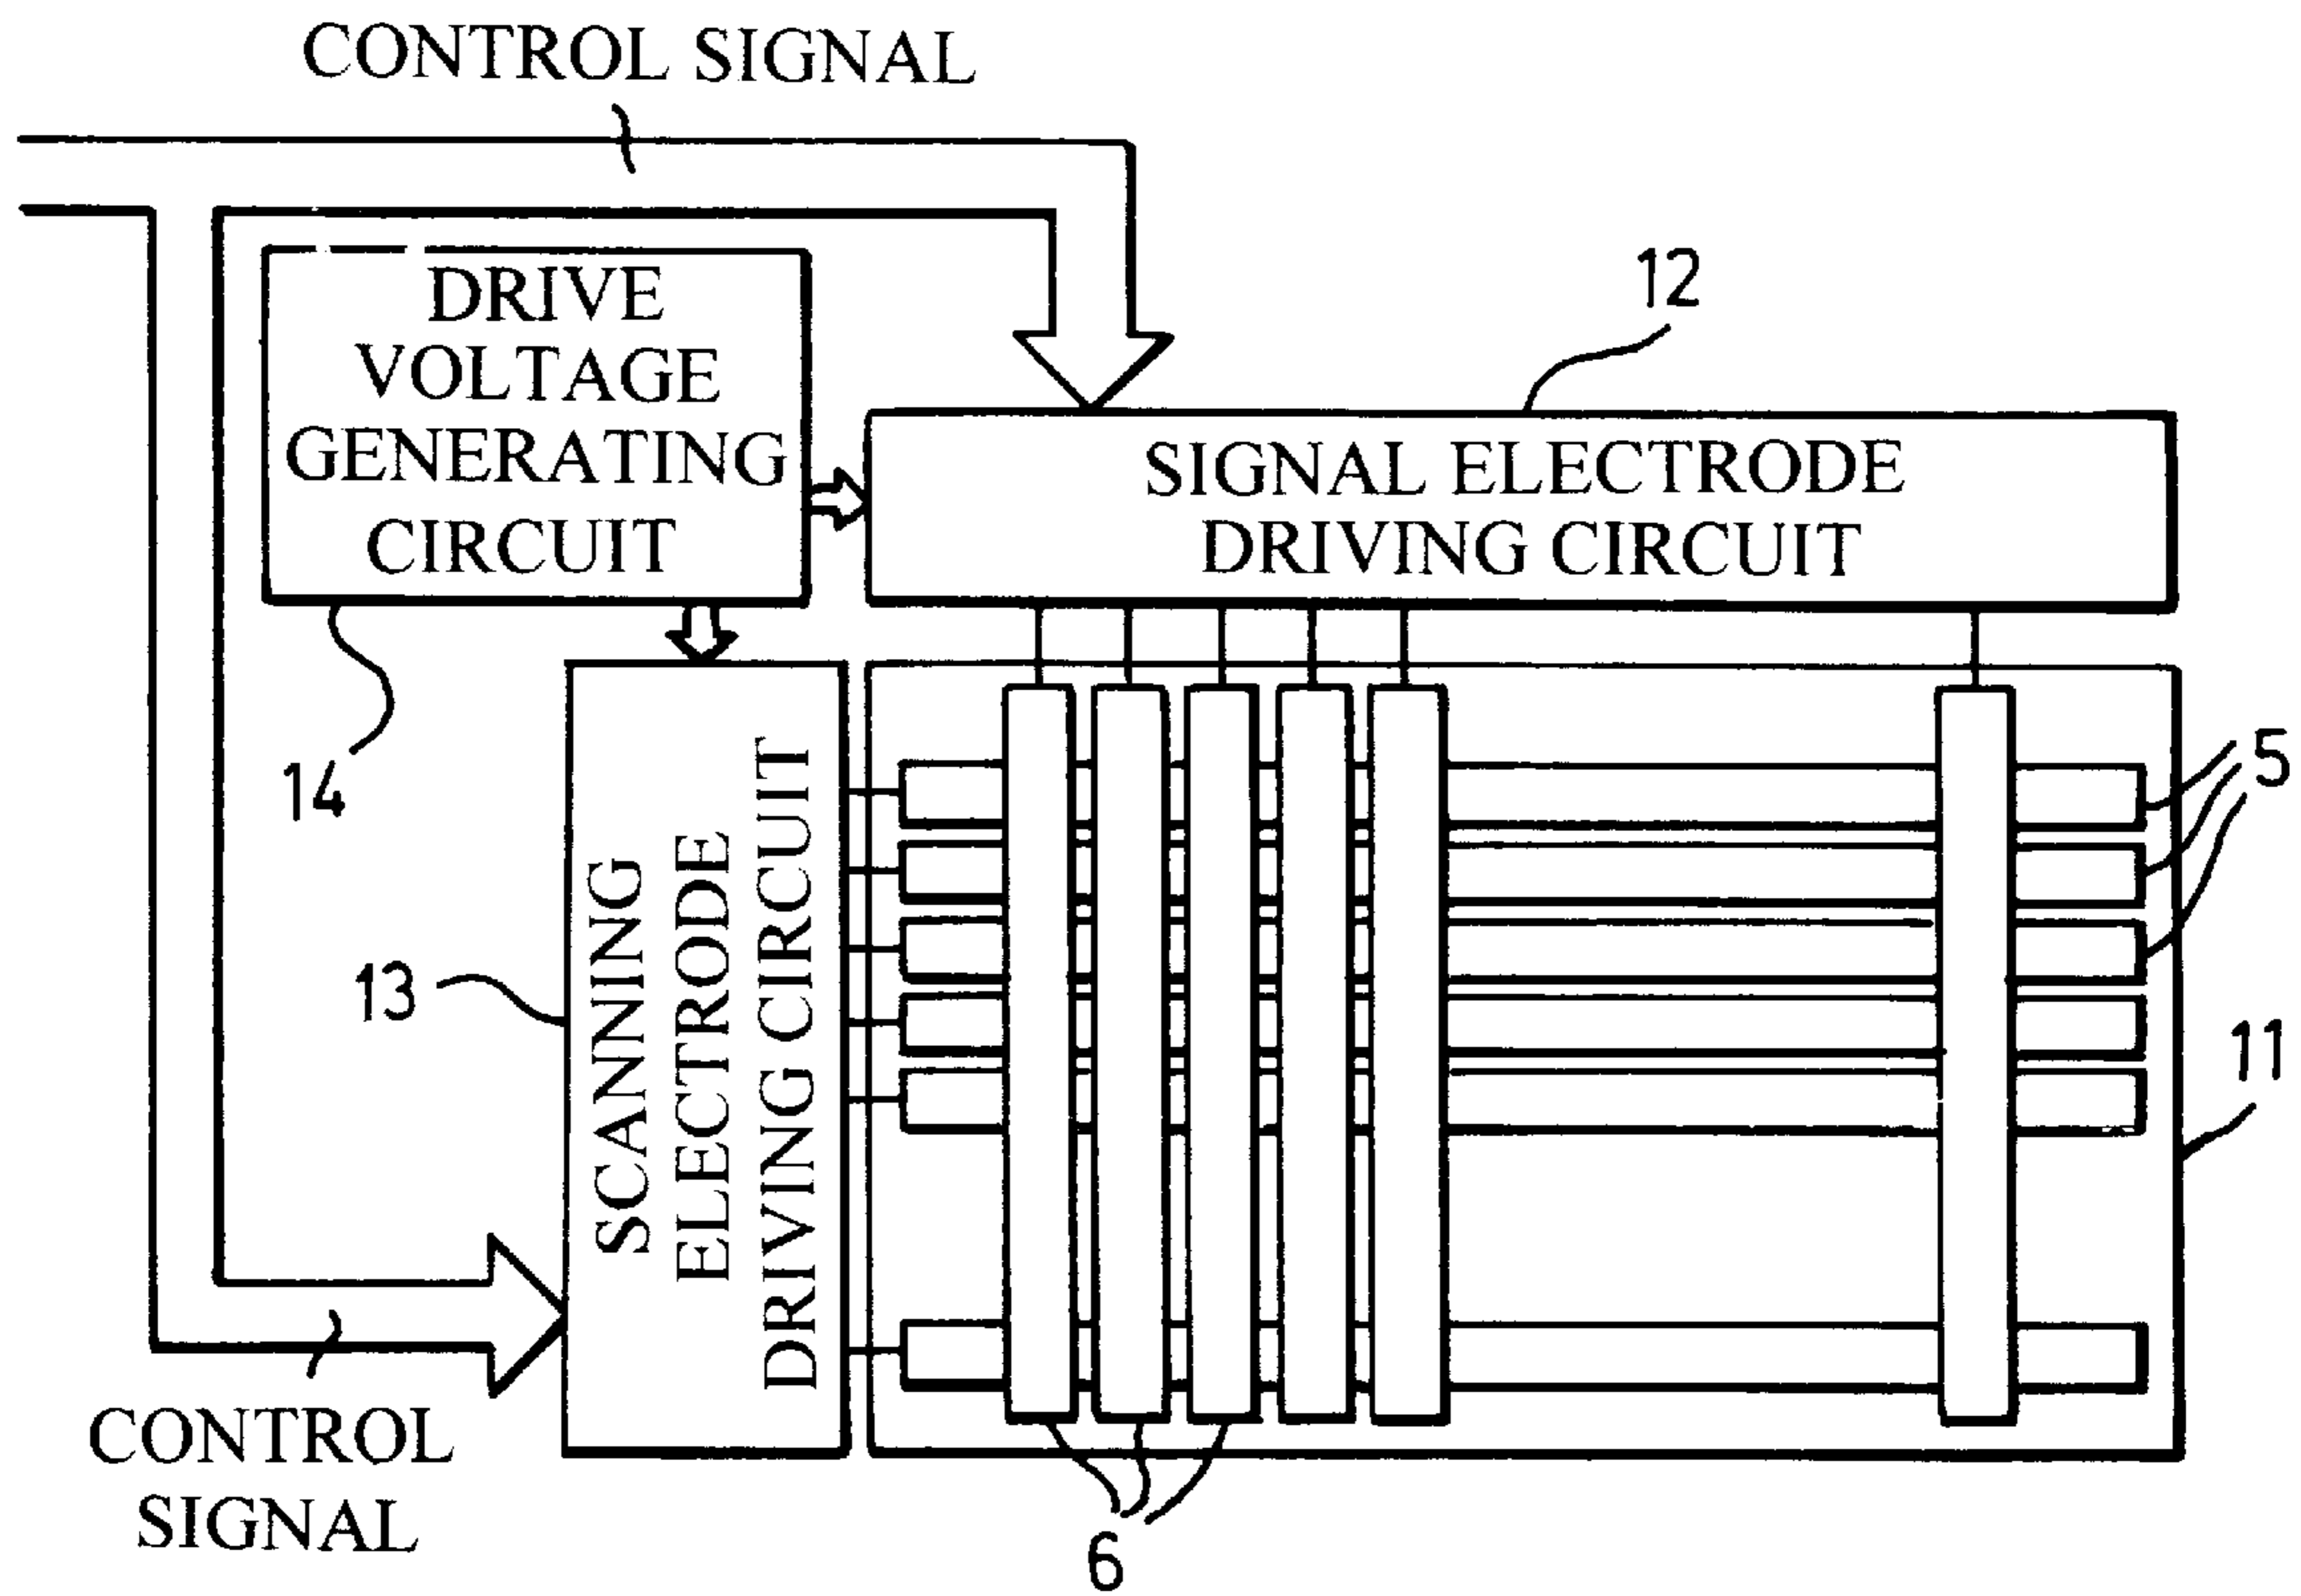 CONTROL SIGNAL
12
DRIVE
VOLTAGE
GENERATING
CIRCUIT
SIGNAL ELECTRODE
DRIVING CIRCUIT
14
5
13
SCANNING
ELECTRODE
DRIVING CIRCUIT
11
CONTROL
SIGNAL
6